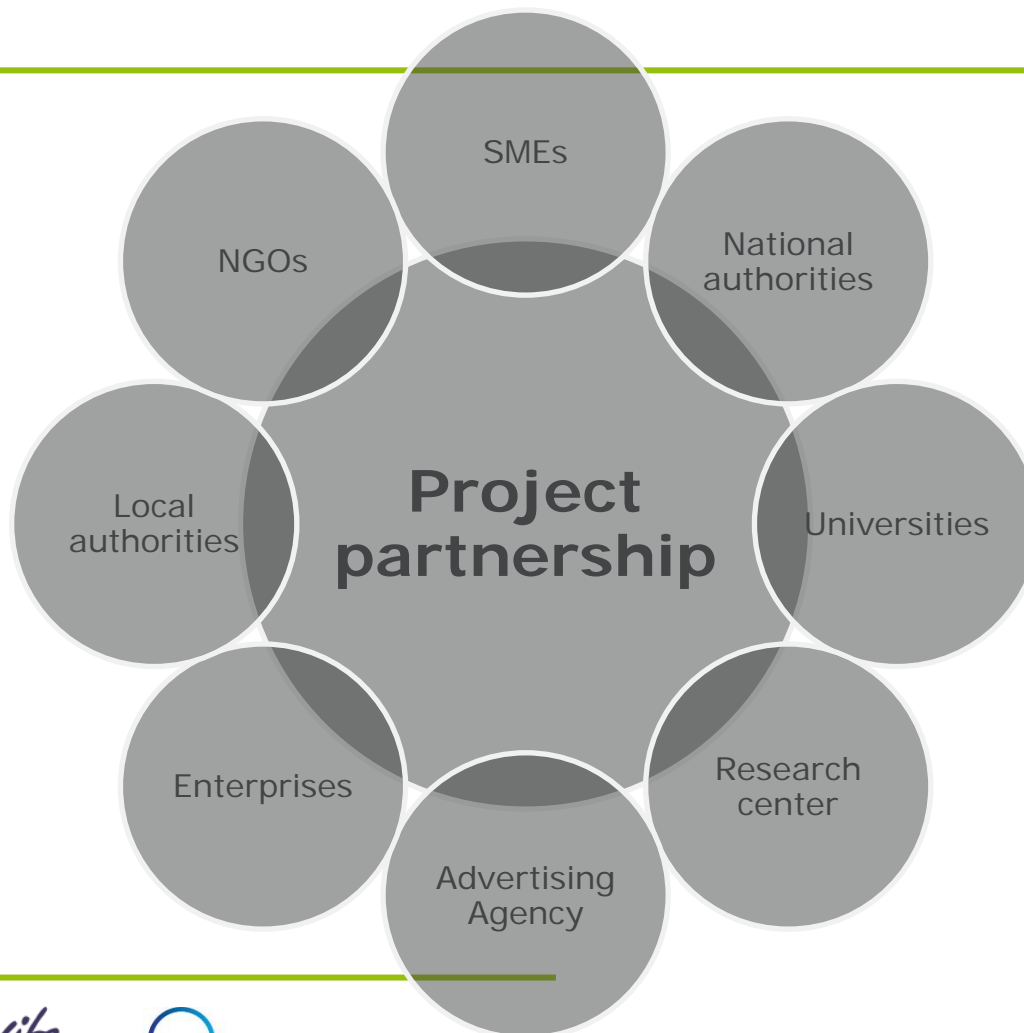 SMEs
National
authorities
Universities
Research
center
Advertising
Agency
Enterprises
Local
authorities
NGOs
Project
partnership